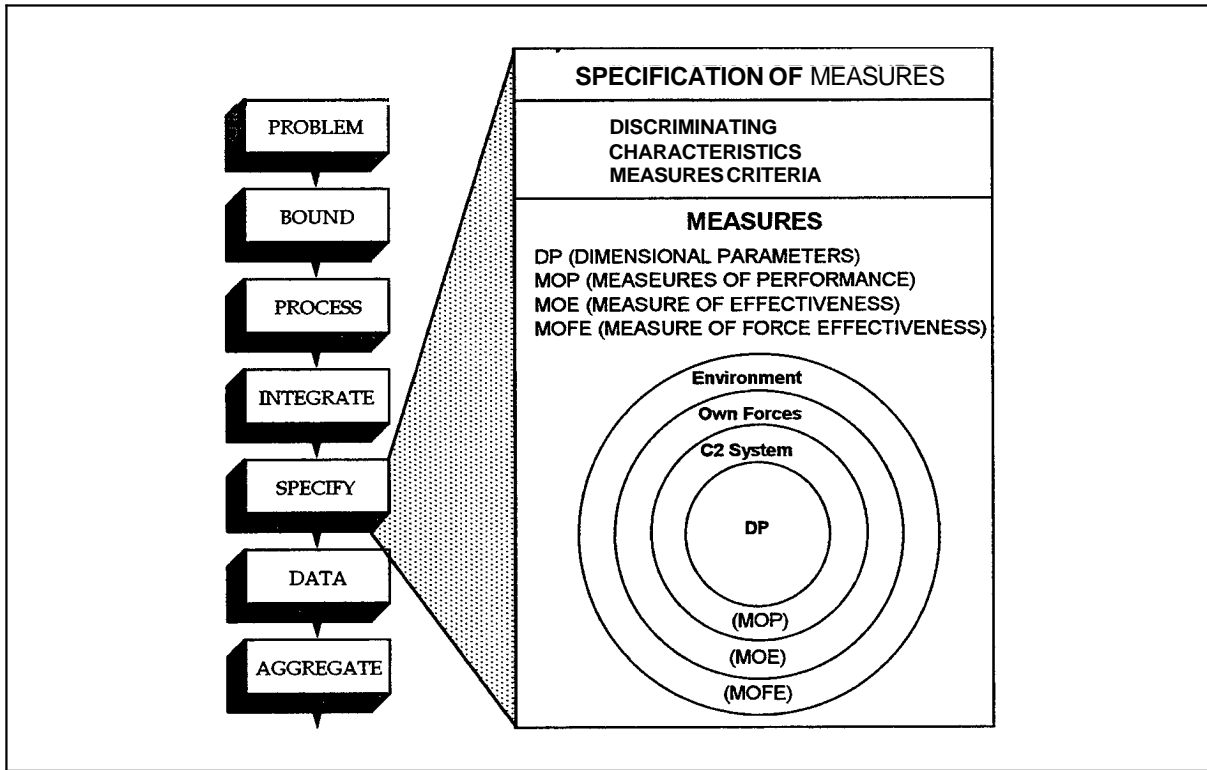 PROBLEM
BOUND
PROCESS
INTEGRATE
SPECIFY
DATA
AGGREGATE
SPECIFICATION OF MEASURES
DISCRIMINATING
CHARACTERISTICS
MEASURES CRITERIA
MEASURES
DP (DIMENSIONAL PARAMETERS)
MOP (MEASEURES OF PERFORMANCE)
MOE (MEASURE OF EFFECTIVENESS)
MOFE (MEASURE OF FORCE EFFECTIVENESS)
Environment
Own Forces
C2 System
DP
(MOP)
(MOE)
(MOFE)